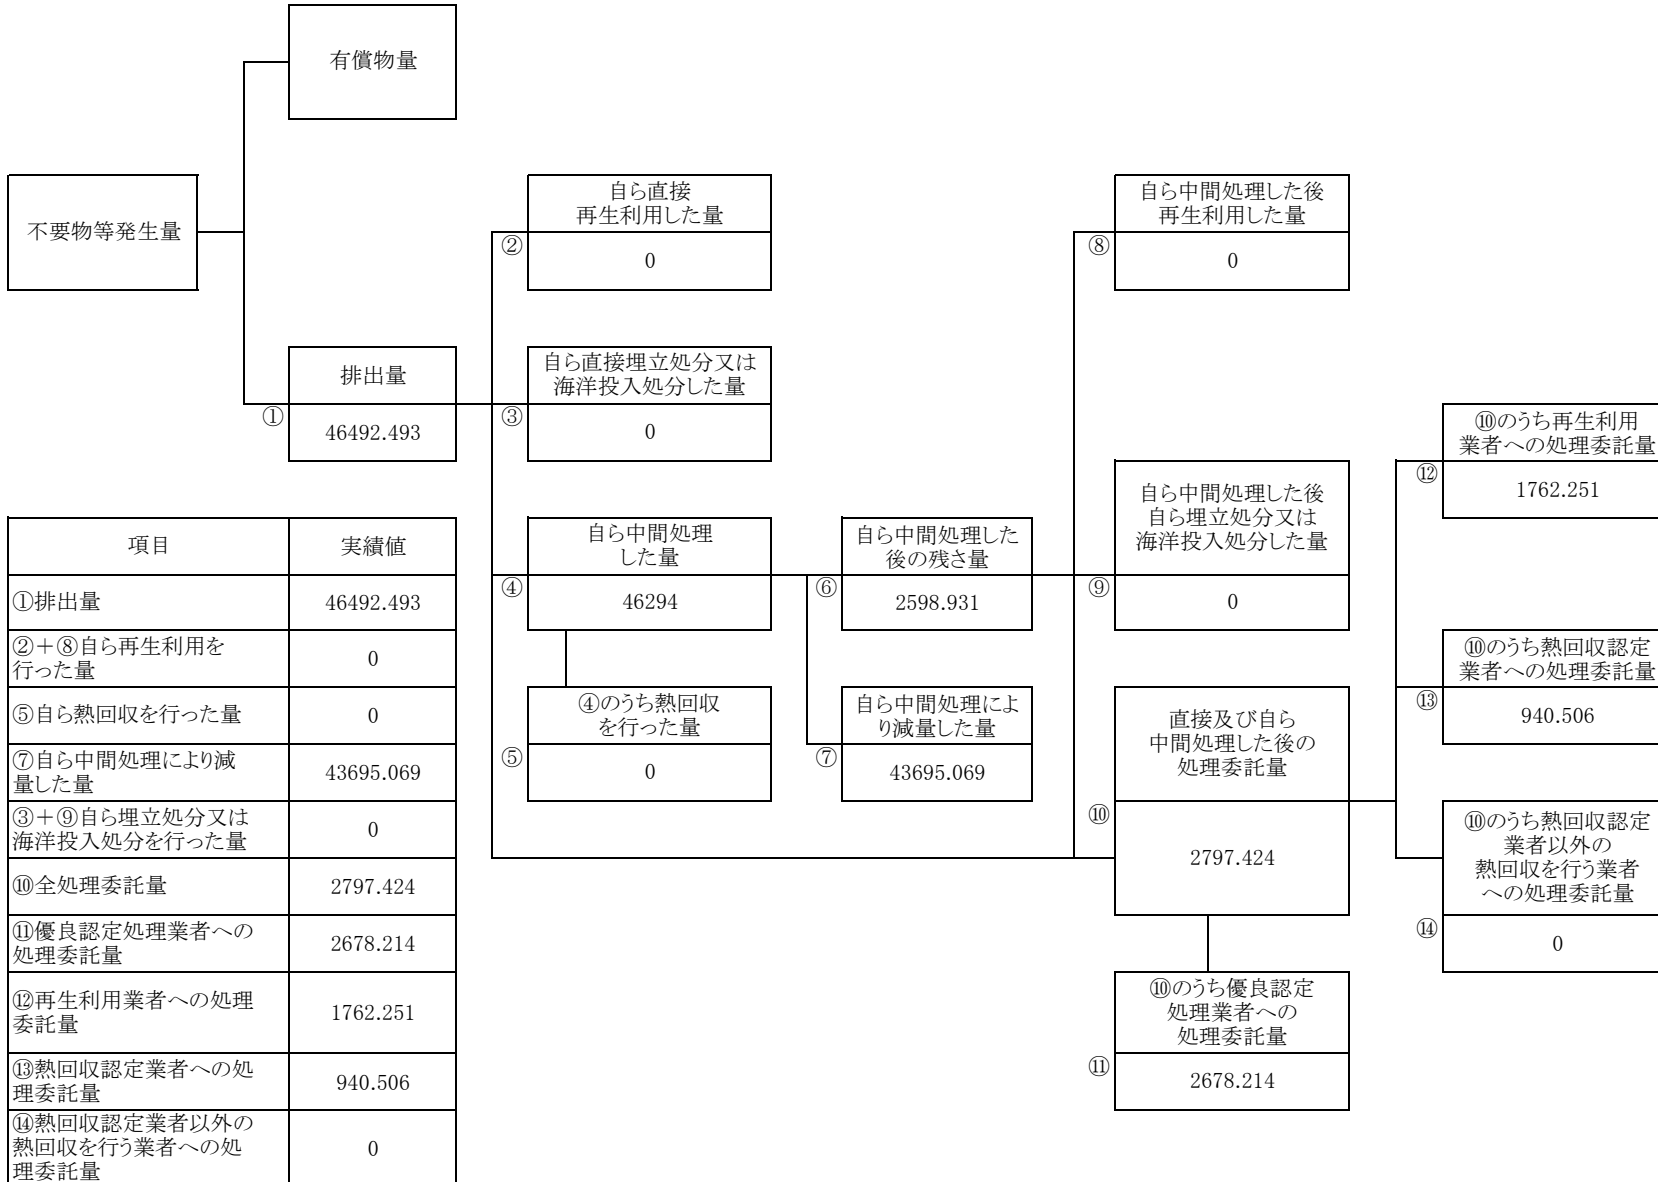 有償物量
不要物等発生量
排出量
①
46492.493
自ら直接
再生利用した量
②
0
自ら直接埋立処分又は
海洋投入処分した量
③
0
自ら中間処理
した量
④
46294
④のうち熱回収
を行った量
⑤
0
自ら中間処理した
後の残さ量
⑥
2598.931
自ら中間処理によ
り減量した量
⑦
43695.069
自ら中間処理した後
再生利用した量
⑧
0
自ら中間処理した後
自ら埋立処分又は
海洋投入処分した量
⑨
0
直接及び自ら
中間処理した後の
処理委託量
⑩
2797.424
⑩のうち優良認定
処理業者への
処理委託量
⑪
2678.214
⑩のうち再生利用
業者への処理委託量
⑫
1762.251
⑩のうち熱回収認定
業者への処理委託量
⑬
940.506
⑩のうち熱回収認定
業者以外の
熱回収を行う業者
への処理委託量
⑭
0
項目 実績値
①排出量 46492.493
②＋⑧自ら再生利用を
行った量 0
⑤自ら熱回収を行った量 0
⑦自ら中間処理により減
量した量 43695.069
③＋⑨自ら埋立処分又は
海洋投入処分を行った量 0
⑩全処理委託量 2797.424
⑪優良認定処理業者への
処理委託量 2678.214
⑫再生利用業者への処理
委託量 1762.251
⑬熱回収認定業者への処
理委託量 940.506
⑭熱回収認定業者以外の
熱回収を行う業者への処
理委託量 0